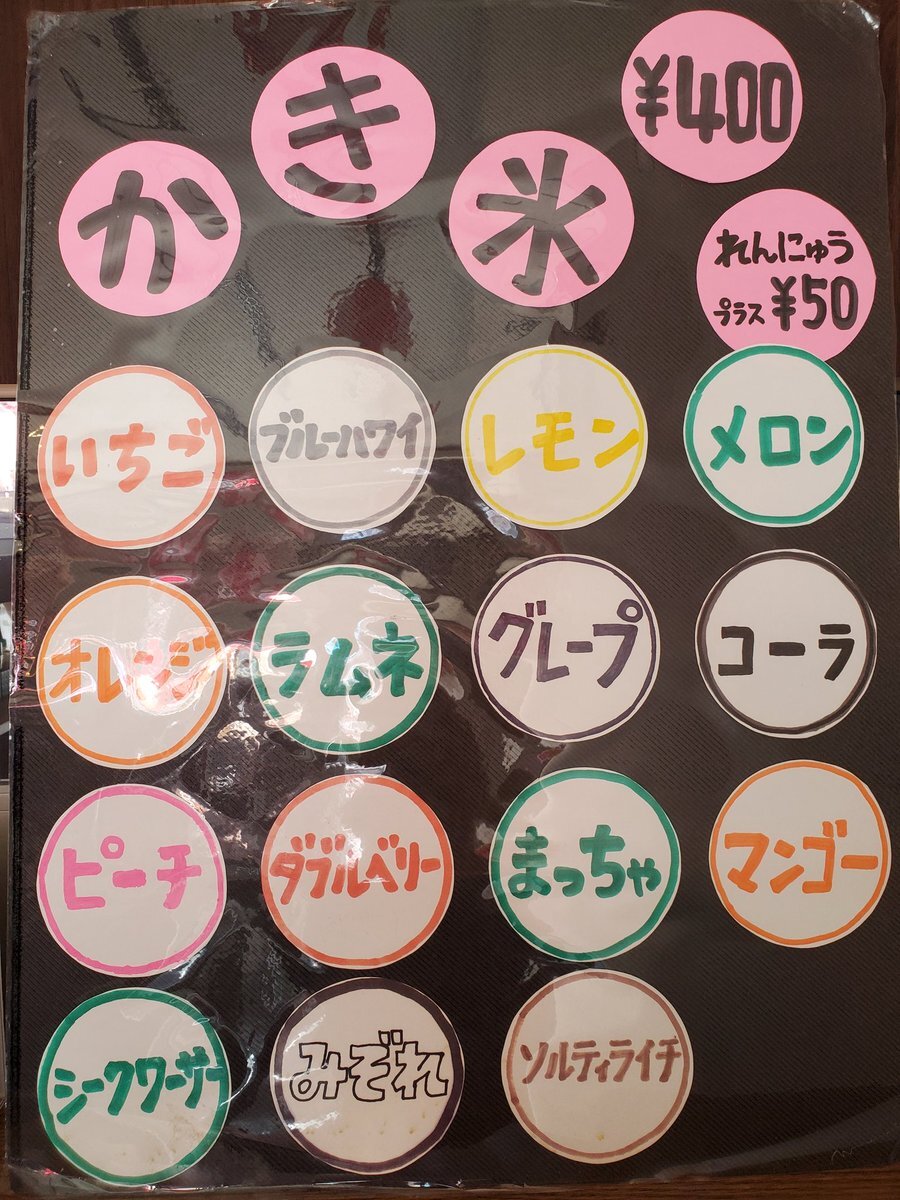 かき氷
¥400
れんにゅう
プラス ¥50
いちご
ブルーハワイ
レモン
メロン
オレンジ
ラムネ
グレープ
コーラ
ピーチ
ダブルベリー
まっちゃ
マンゴー
シークワーサー
みぞれ
ソルティライチ